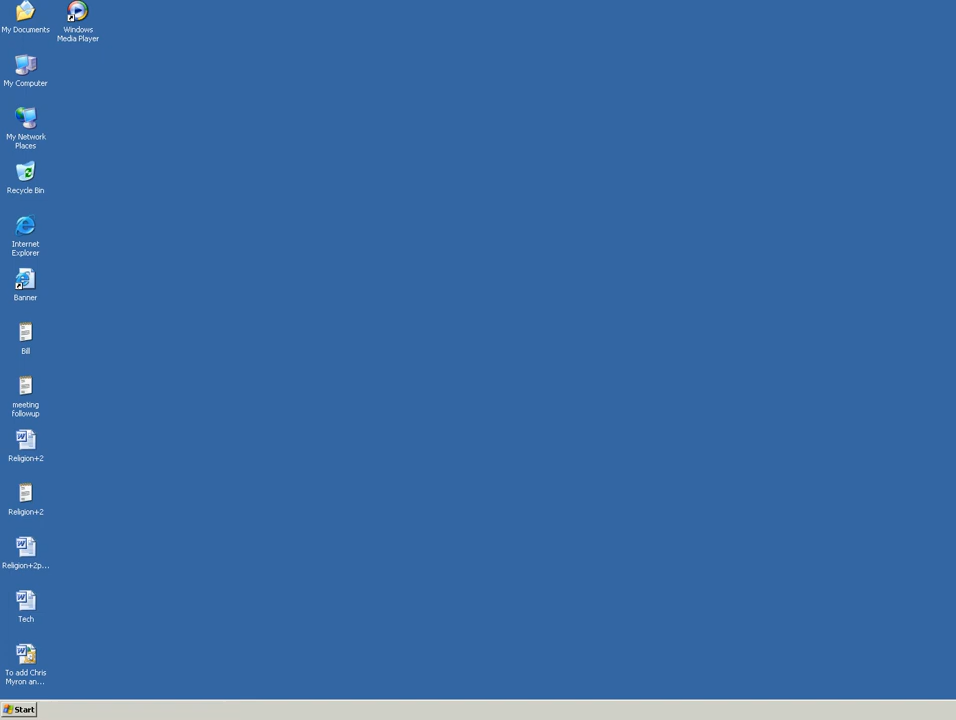 My Documents
Windows
Media Player
My Computer
My Network
Places
Recycle Bin
Internet
Explorer
Banner
Bill
meeting
followup
Religion+2
Religion+2
Religion+2p...
Tech
To add Chris
Myron an...
Start